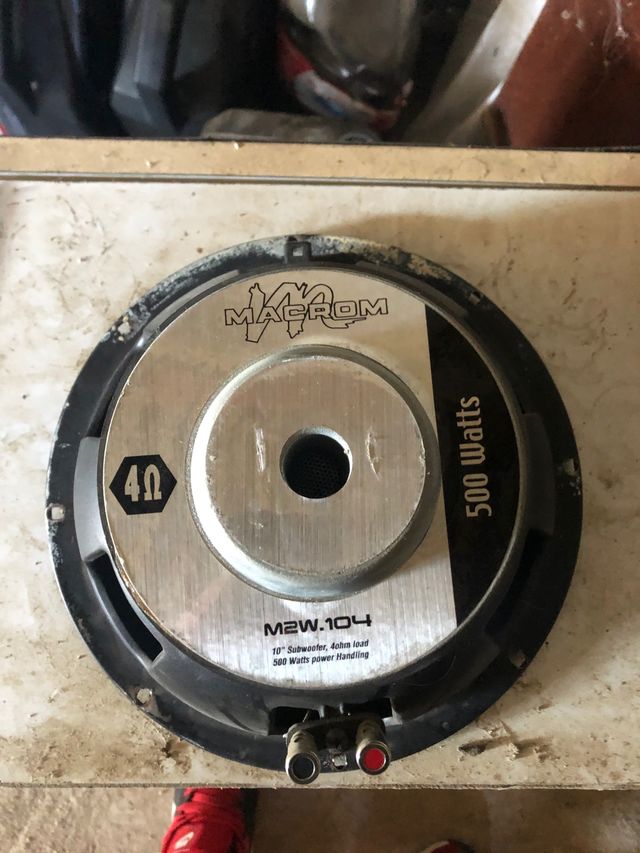 MACROM
500 Watts
4Ω
M2W.104
10" Subwoofer, 4ohm load
500 Watts power Handling